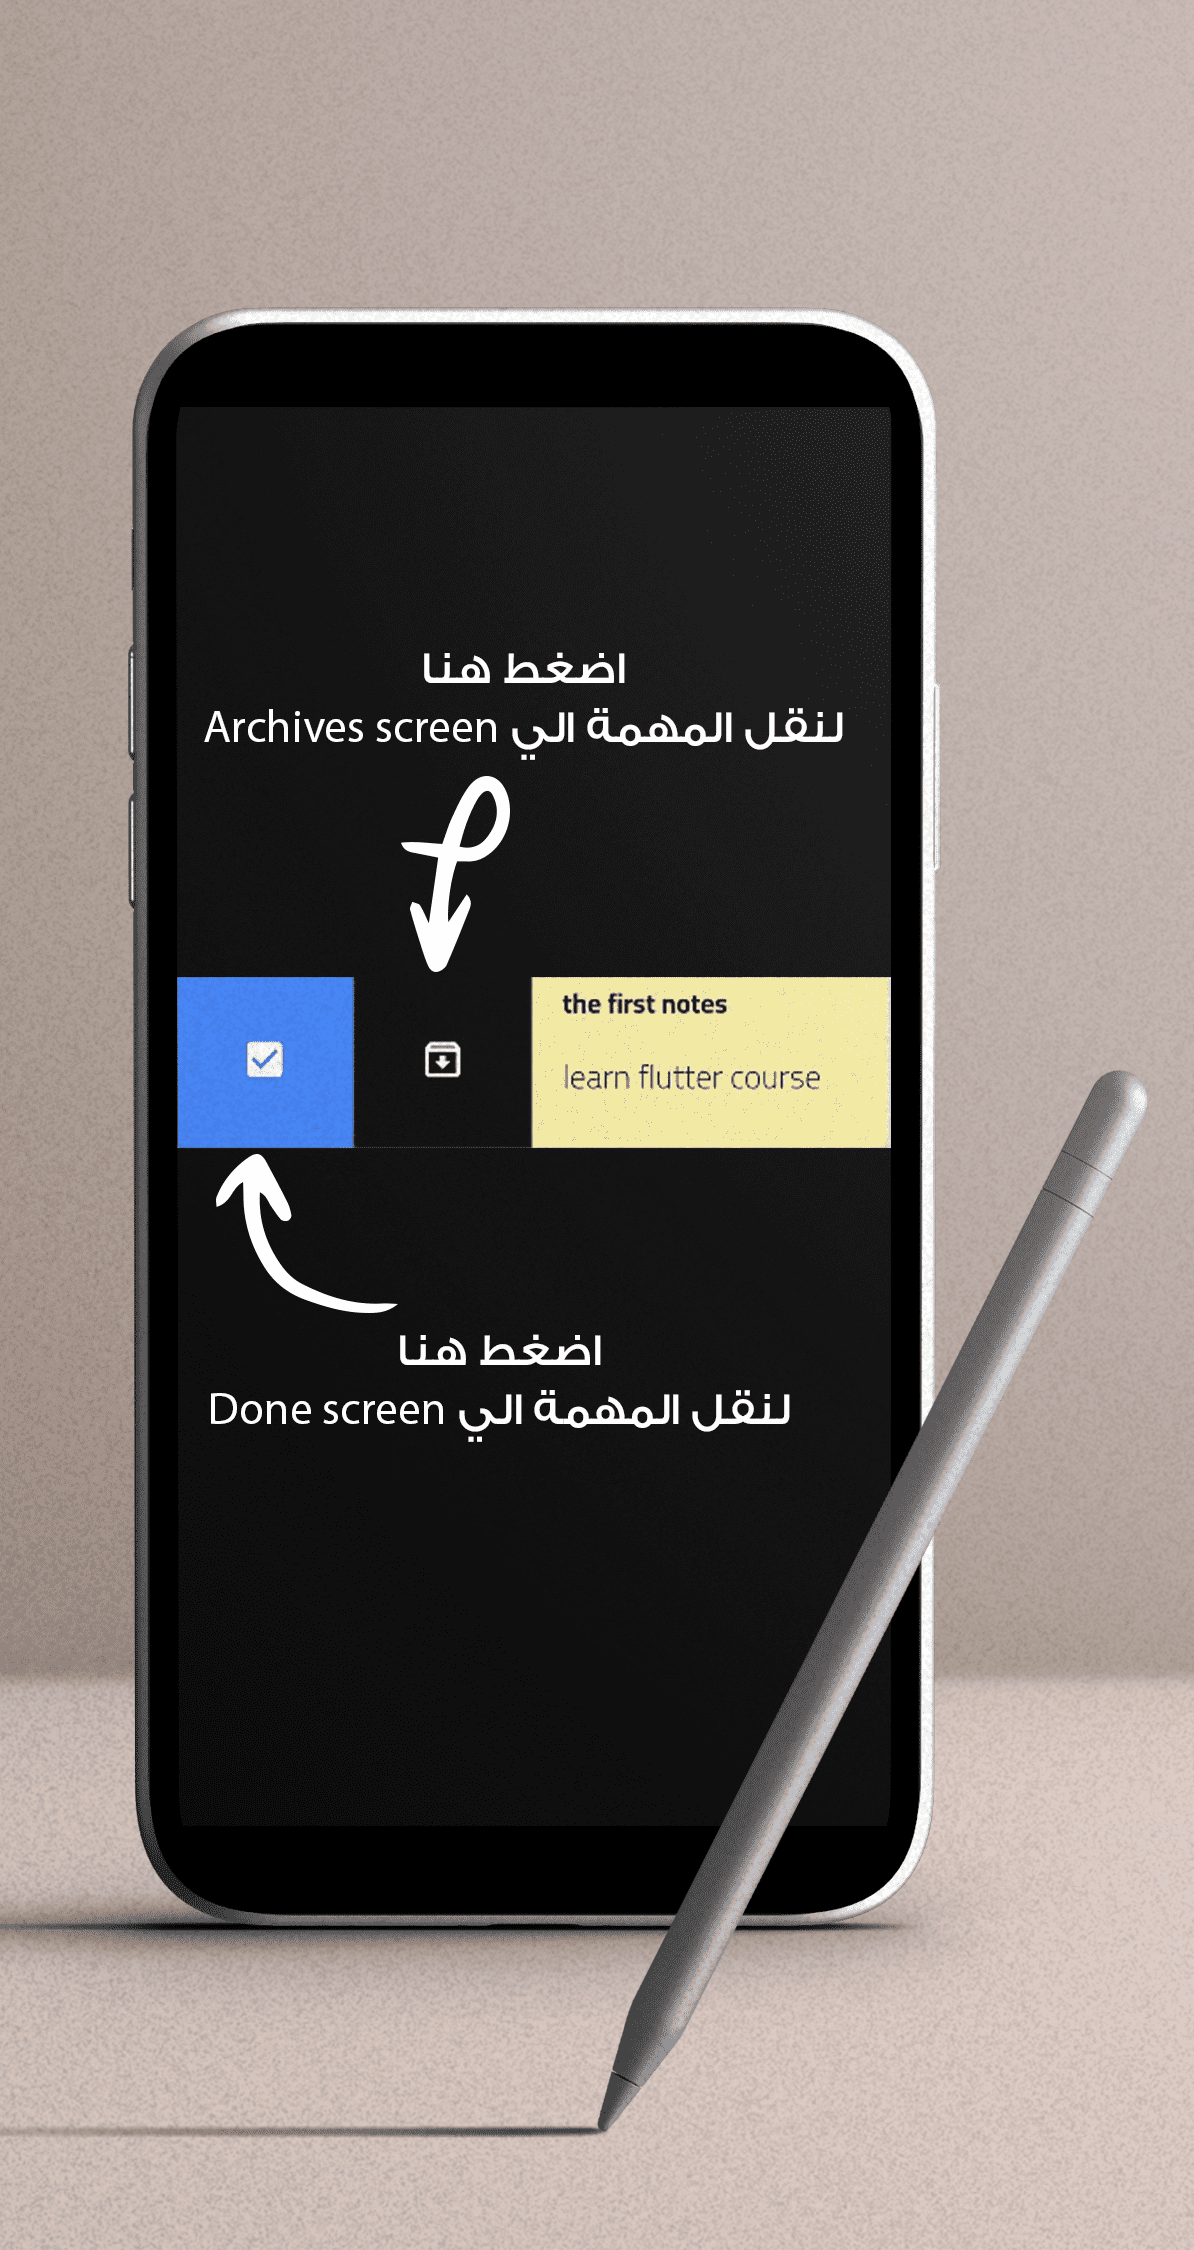 اضغط هنا
لنقل المهمة الي Archives screen
the first notes
learn flutter course
اضغط هنا
لنقل المهمة الي Done screen